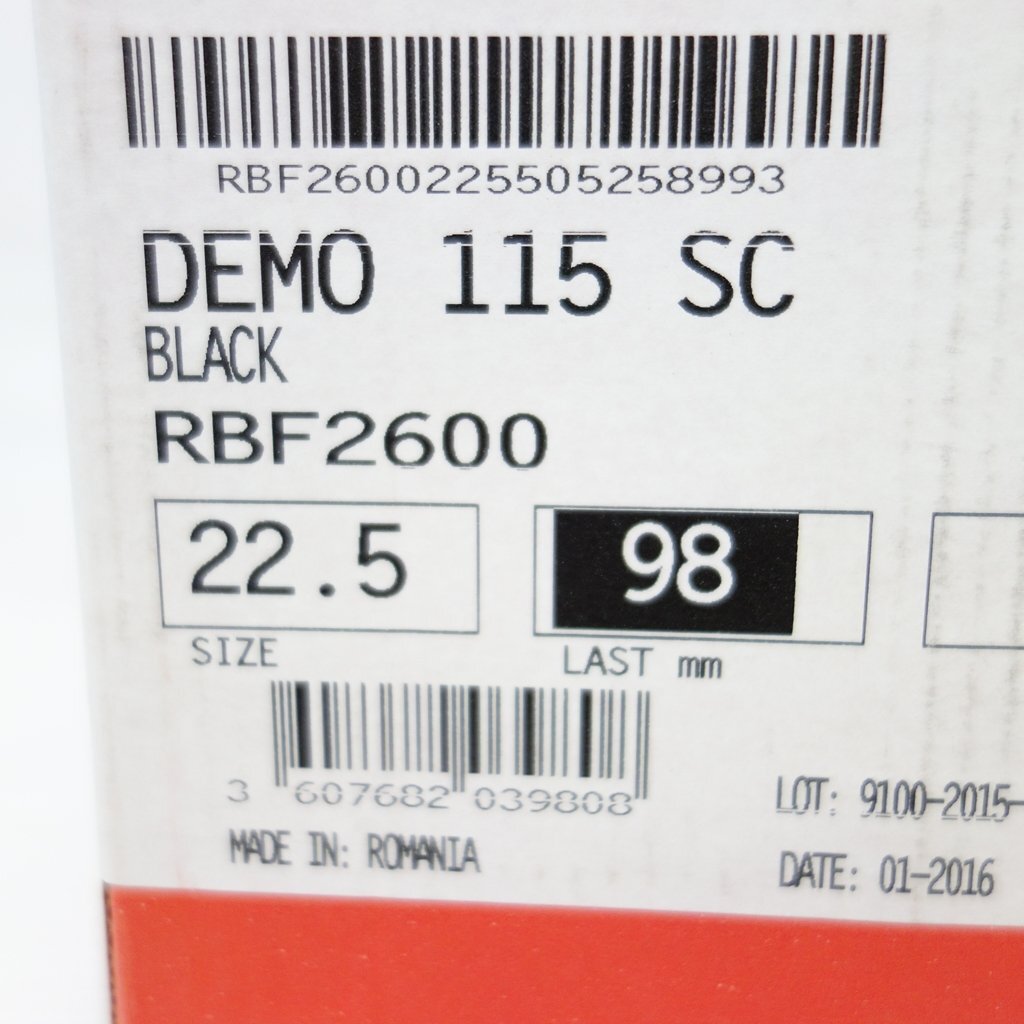 RBF2600225505258993
DEMO 115 SC
BLACK
RBF2600
22.5 98
SIZE LAST mm
3 607682 039808
LOT: 9100-2015-
MADE IN: ROMANIA
DATE: 01-2016